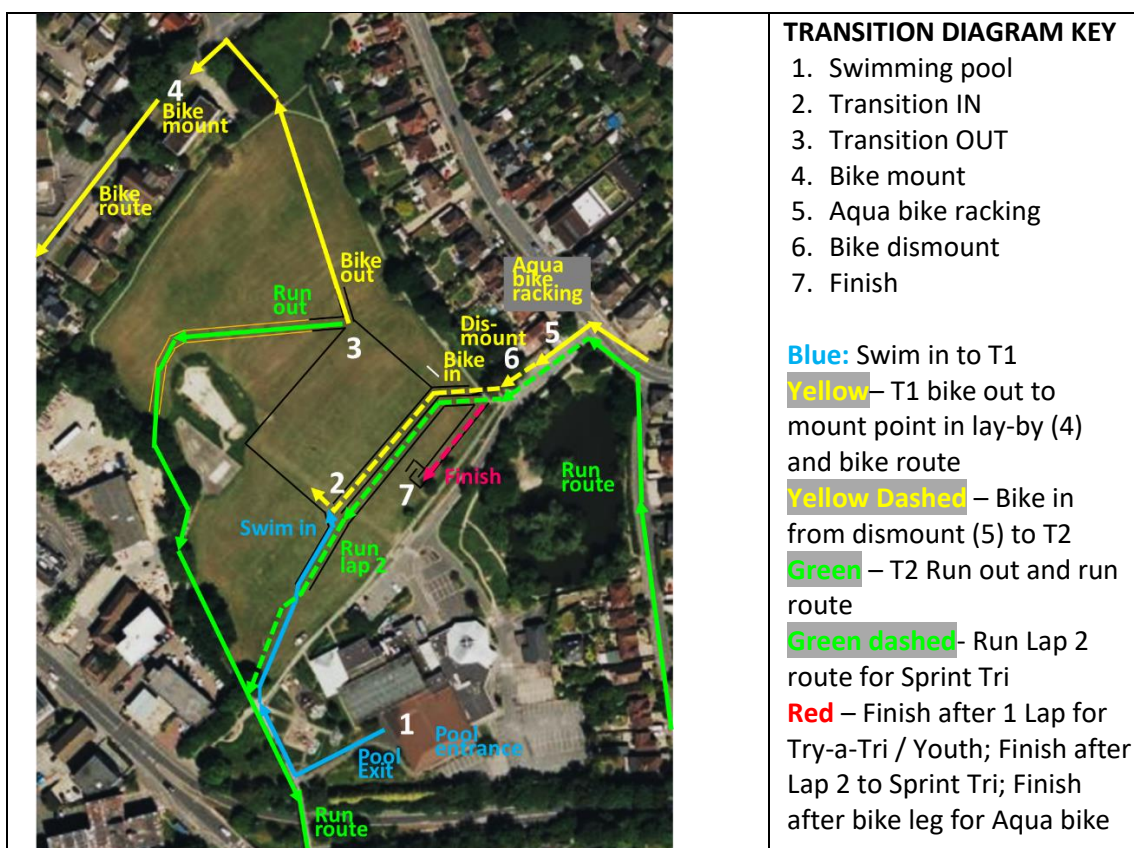 4
Bike
mount
Bike
route
Bike
out
Run
out
3
Aqua
bike
racking
Dis-
mount
5
6
Bike
in
2
Swim in
Finish
7
Run
route
Run
lap 2
1
Pool
entrance
Pool
Exit
Run
route
TRANSITION DIAGRAM KEY
1. Swimming pool
2. Transition IN
3. Transition OUT
4. Bike mount
5. Aqua bike racking
6. Bike dismount
7. Finish
Blue: Swim in to T1
Yellow– T1 bike out to
mount point in lay-by (4)
and bike route
Yellow Dashed – Bike in
from dismount (5) to T2
Green – T2 Run out and run
route
Green dashed- Run Lap 2
route for Sprint Tri
Red – Finish after 1 Lap for
Try-a-Tri / Youth; Finish after
Lap 2 to Sprint Tri; Finish
after bike leg for Aqua bike